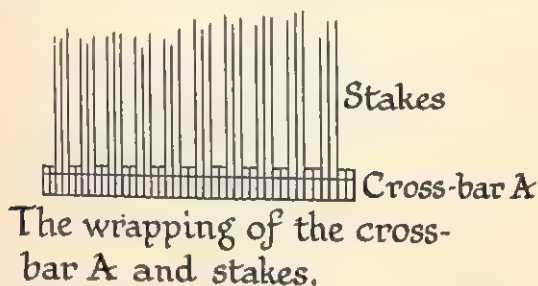 Stakes
Cross-bar A
The wrapping of the cross-
bar A and stakes.